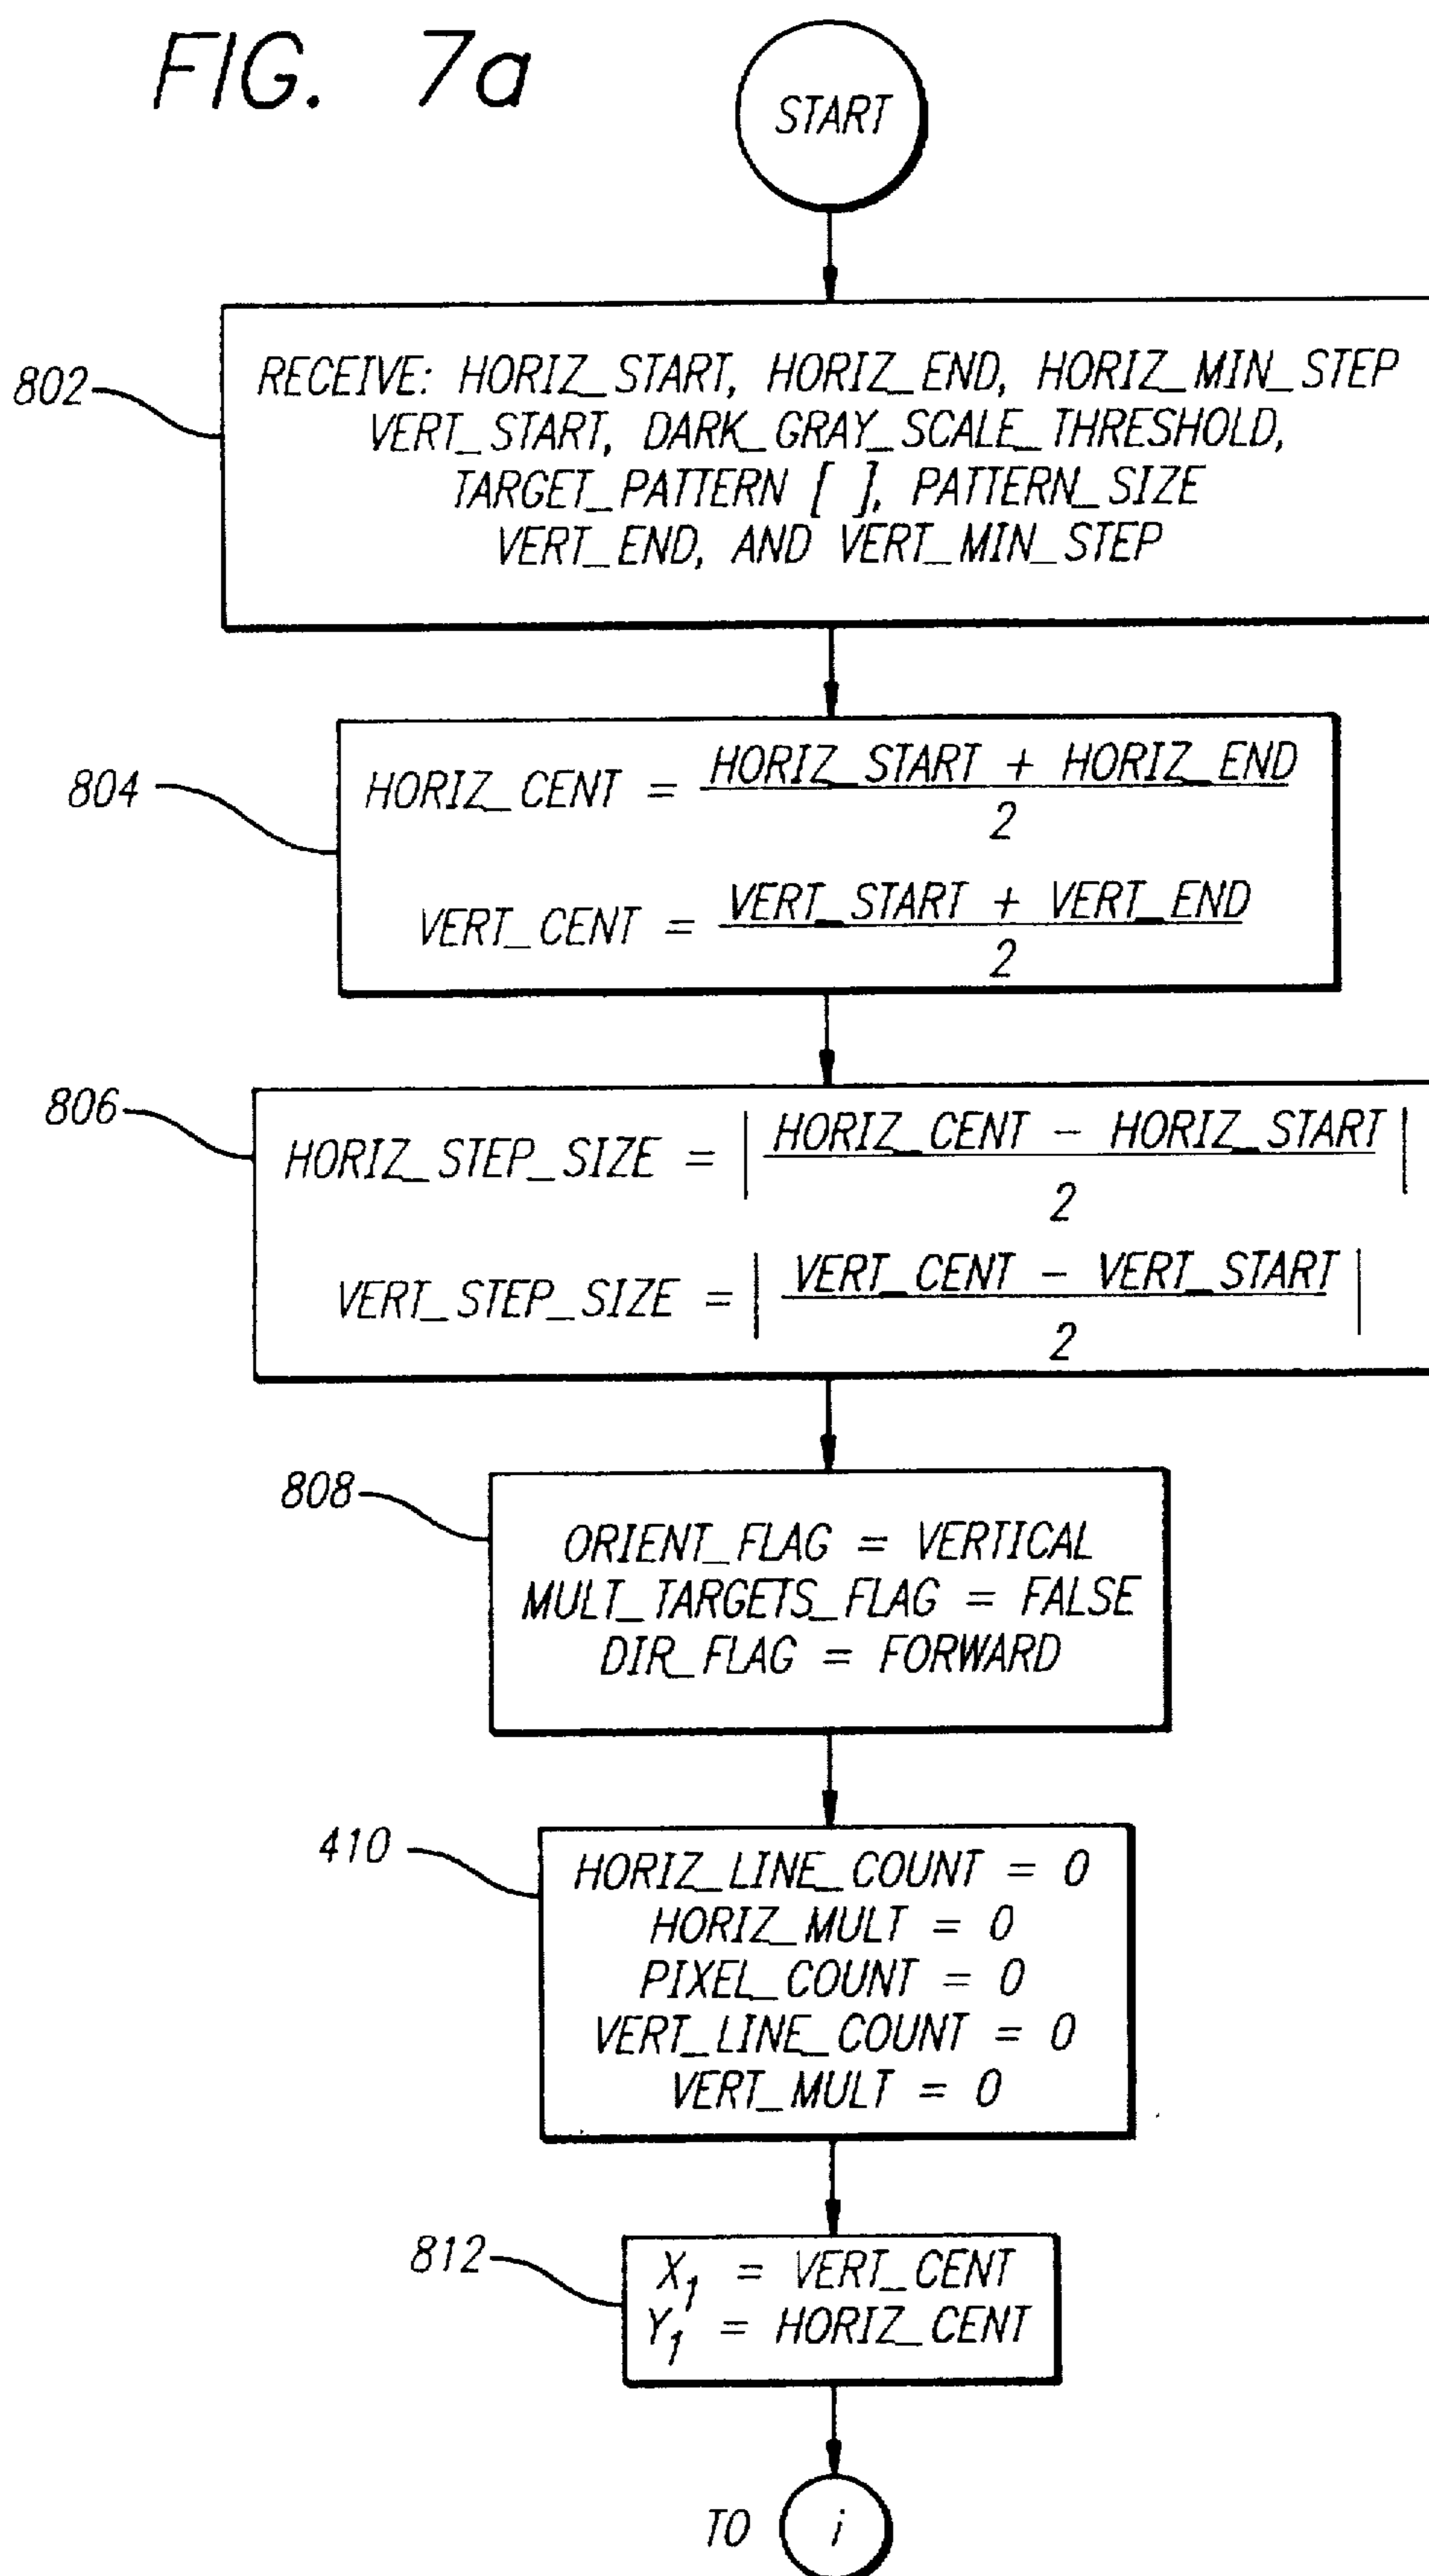 FIG. 7a
START
802
RECEIVE: HORIZ_START, HORIZ_END, HORIZ_MIN_STEP
VERT_START, DARK_GRAY_SCALE_THRESHOLD,
TARGET_PATTERN [ ], PATTERN_SIZE
VERT_END, AND VERT_MIN_STEP
804
HORIZ_CENT = HORIZ_START + HORIZ_END
2
VERT_CENT = VERT_START + VERT_END
2
806
HORIZ_STEP_SIZE = | HORIZ_CENT - HORIZ_START |
2
VERT_STEP_SIZE = | VERT_CENT - VERT_START |
2
808
ORIENT_FLAG = VERTICAL
MULT_TARGETS_FLAG = FALSE
DIR_FLAG = FORWARD
410
HORIZ_LINE_COUNT = 0
HORIZ_MULT = 0
PIXEL_COUNT = 0
VERT_LINE_COUNT = 0
VERT_MULT = 0
812
X1 = VERT_CENT
Y1 = HORIZ_CENT
TO i